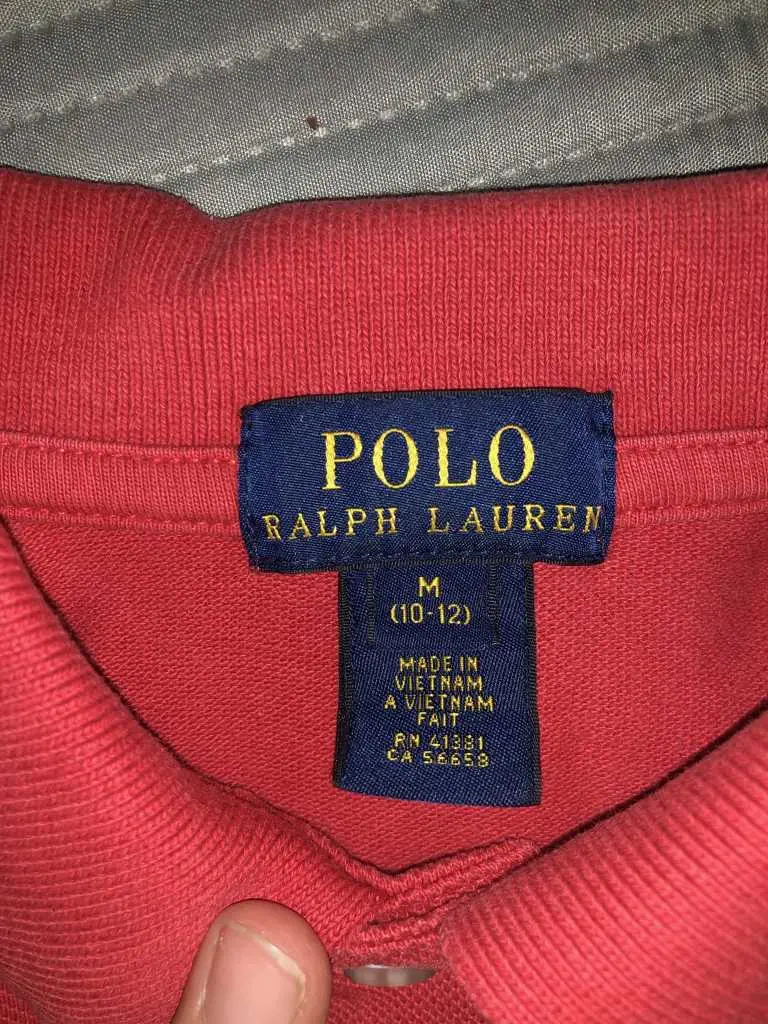 POLO
RALPH LAUREN
M
(10-12)
MADE IN
VIETNAM
A VIETNAM
FAIT
RN 41381
CA 56658